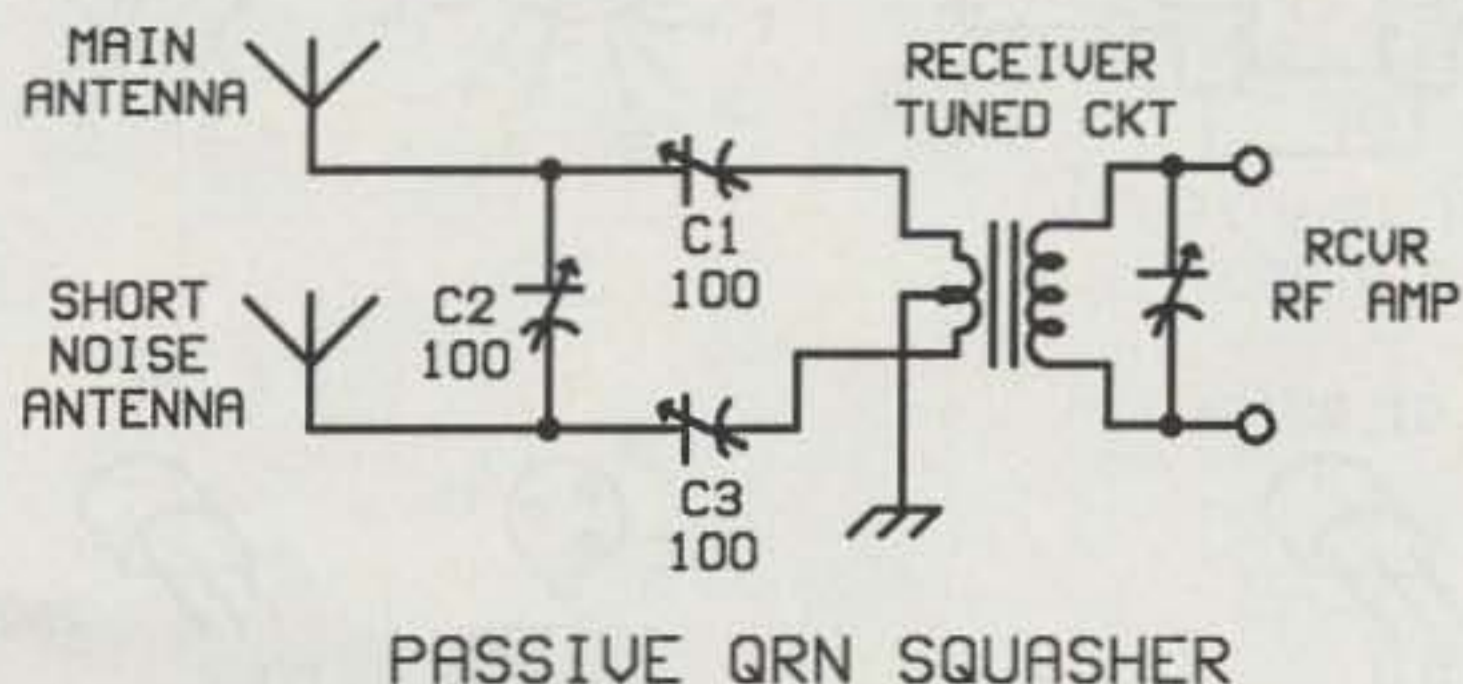 MAIN
ANTENNA
RECEIVER
TUNED CKT
C1
100
SHORT
NOISE
ANTENNA
C2
100
RCVR
RF AMP
C3
100
PASSIVE QRN SQUASHER